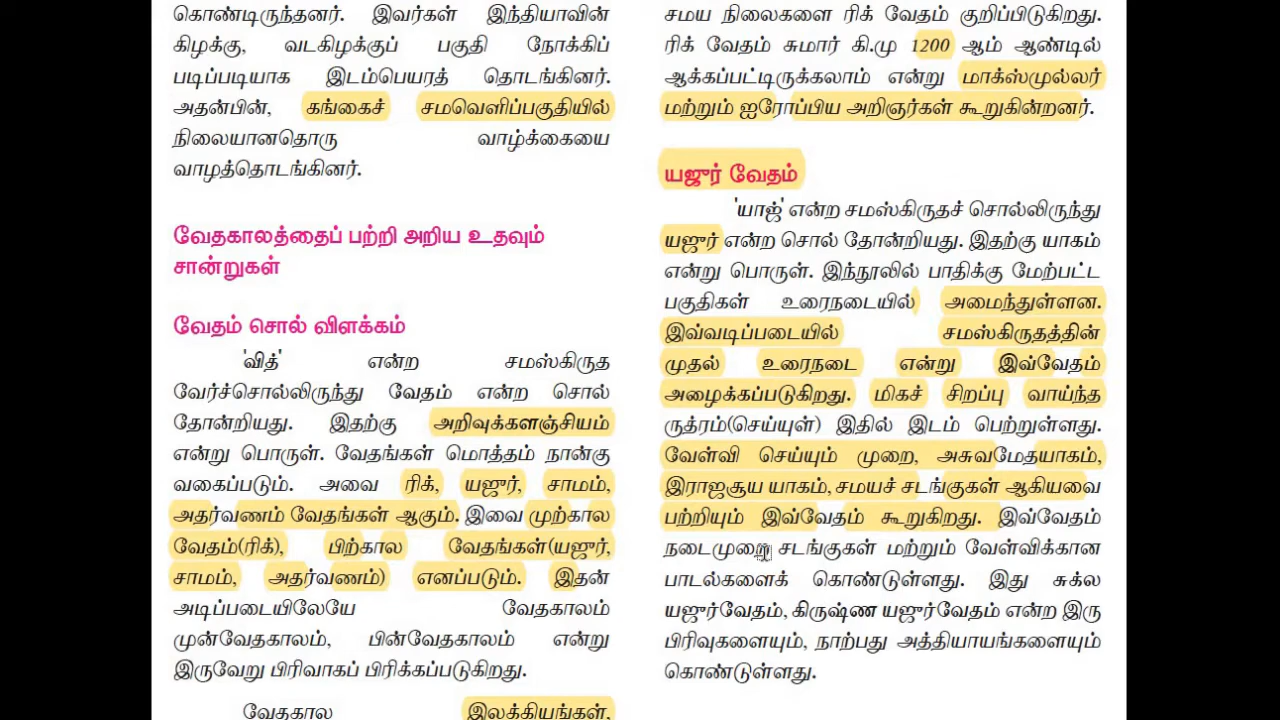 கொண்டிருந்தனர். இவர்கள் இந்தியாவின்
கிழக்கு, வடகிழக்குப் பகுதி நோக்கிப்
படிப்படியாக இடம்பெயரத் தொடங்கினர்.
அதன்பின், கங்கைச் சமவெளிப்பகுதியில்
நிலையானதொரு வாழ்க்கையை
வாழத்தொடங்கினர்.
வேதகாலத்தைப் பற்றி அறிய உதவும்
சான்றுகள்
வேதம் சொல் விளக்கம்
'வித்' என்ற சமஸ்கிருத
வேர்ச்சொல்லிருந்து வேதம் என்ற சொல்
தோன்றியது. இதற்கு அறிவுக்களஞ்சியம்
என்று பொருள். வேதங்கள் மொத்தம் நான்கு
வகைப்படும். அவை ரிக், யஜுர், சாமம்,
அதர்வணம் வேதங்கள் ஆகும். இவை முற்கால
வேதம்(ரிக்), பிற்கால வேதங்கள்(யஜுர்,
சாமம், அதர்வணம்) எனப்படும். இதன்
அடிப்படையிலேயே வேதகாலம்
முன்வேதகாலம், பின்வேதகாலம் என்று
இருவேறு பிரிவாகப் பிரிக்கப்படுகிறது.
வேதகால இலக்கியங்கள்,
சமய நிலைகளை ரிக் வேதம் குறிப்பிடுகிறது.
ரிக் வேதம் சுமார் கி.மு 1200 ஆம் ஆண்டில்
ஆக்கப்பட்டிருக்கலாம் என்று மாக்ஸ்முல்லர்
மற்றும் ஐரோப்பிய அறிஞர்கள் கூறுகின்றனர்.
யஜுர் வேதம்
'யாஜ்' என்ற சமஸ்கிருதச் சொல்லிருந்து
யஜுர் என்ற சொல் தோன்றியது. இதற்கு யாகம்
என்று பொருள். இந்நூலில் பாதிக்கு மேற்பட்ட
பகுதிகள் உரைநடையில் அமைந்துள்ளன.
இவ்வடிப்படையில் சமஸ்கிருதத்தின்
முதல் உரைநடை என்று இவ்வேதம்
அழைக்கப்படுகிறது. மிகச் சிறப்பு வாய்ந்த
ருத்ரம்(செய்யுள்) இதில் இடம் பெற்றுள்ளது.
வேள்வி செய்யும் முறை, அசுவமேதயாகம்,
இராஜசூய யாகம், சமயச் சடங்குகள் ஆகியவை
பற்றியும் இவ்வேதம் கூறுகிறது. இவ்வேதம்
நடைமுறை சடங்குகள் மற்றும் வேள்விக்கான
பாடல்களைக் கொண்டுள்ளது. இது சுக்ல
யஜுர்வேதம், கிருஷ்ண யஜுர்வேதம் என்ற இரு
பிரிவுகளையும், நாற்பது அத்தியாயங்களையும்
கொண்டுள்ளது.